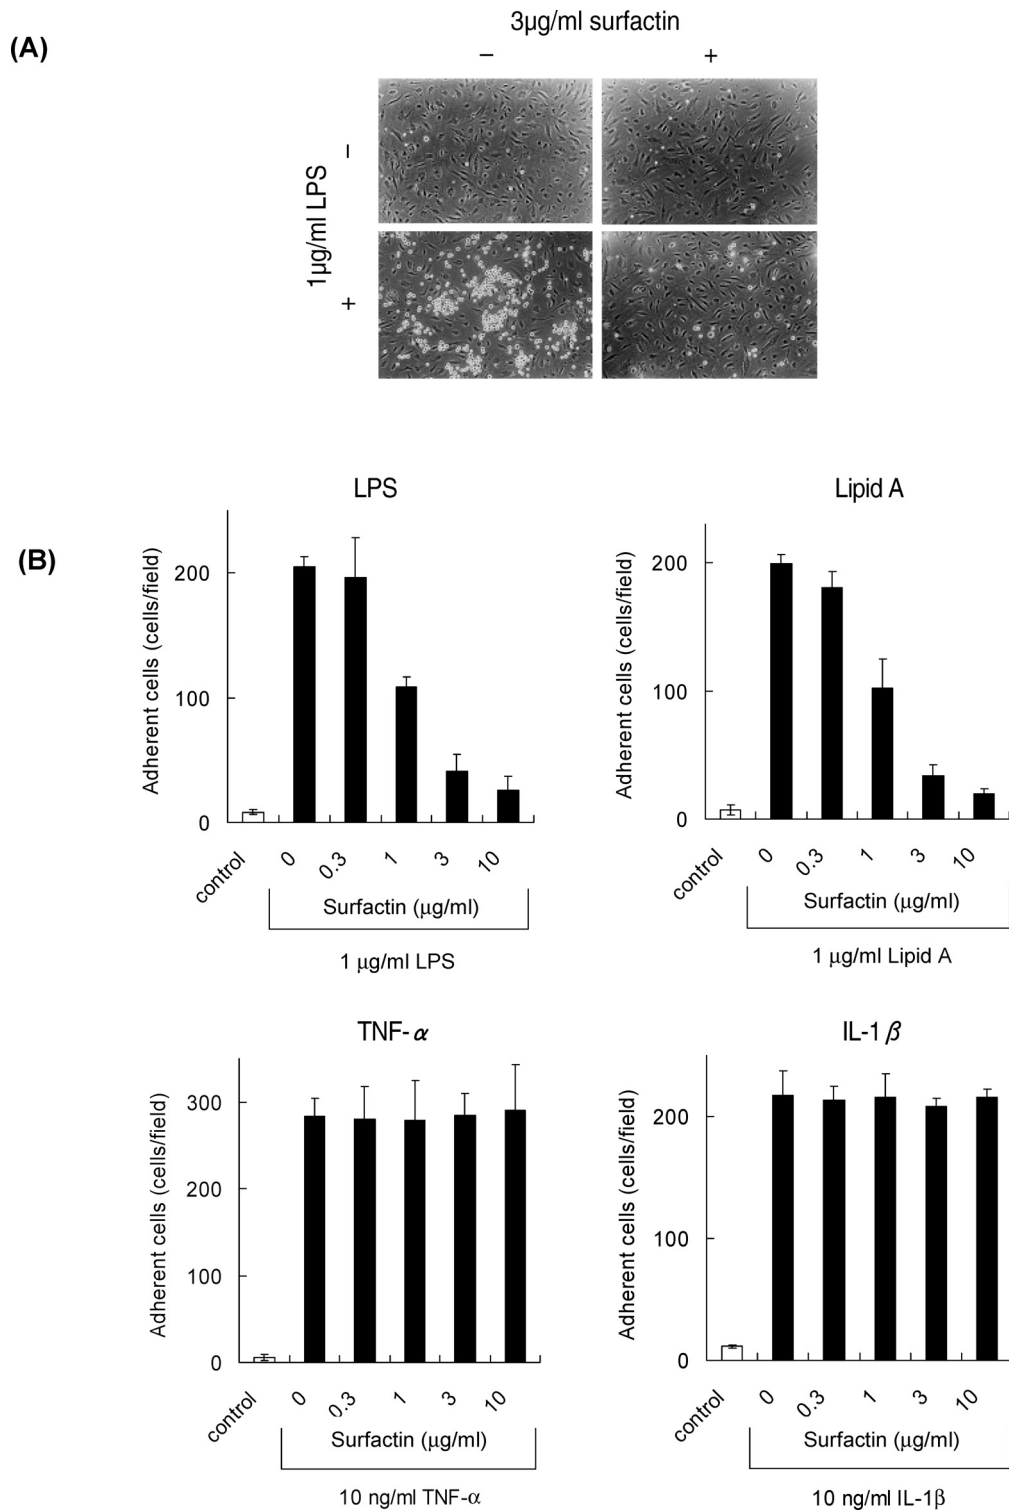 (A)
3µg/ml surfactin
– +
1µg/ml LPS
–
+
(B)
LPS
Adherent cells (cells/field)
200
100
0
control 0 0.3 1 3 10
Surfactin (µg/ml)
1 µg/ml LPS
Lipid A
Adherent cells (cells/field)
200
100
0
control 0 0.3 1 3 10
Surfactin (µg/ml)
1 µg/ml Lipid A
TNF-α
Adherent cells (cells/field)
300
200
100
0
control 0 0.3 1 3 10
Surfactin (µg/ml)
10 ng/ml TNF-α
IL-1β
Adherent cells (cells/field)
200
100
0
control 0 0.3 1 3 10
Surfactin (µg/ml)
10 ng/ml IL-1β